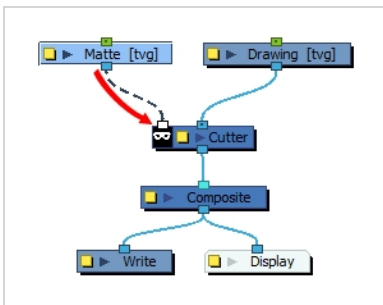 Matte [tvg]
Drawing [tvg]
Cutter
Composite
Write
Display